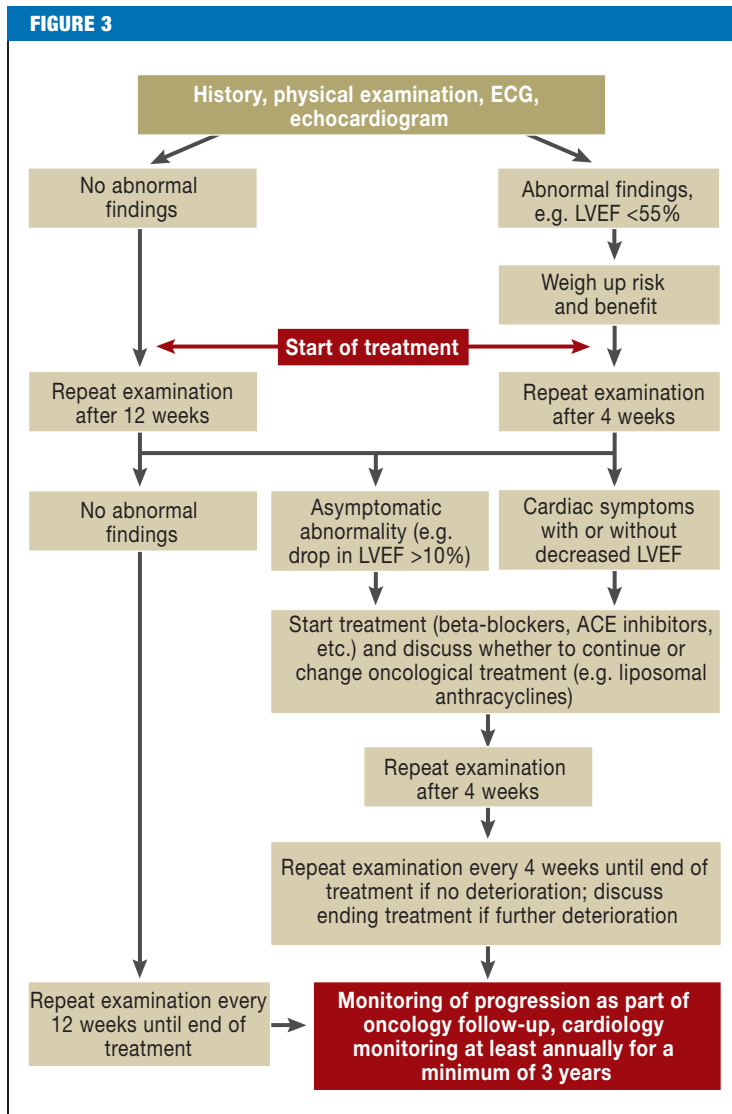 FIGURE 3
History, physical examination, ECG,
echocardiogram
No abnormal
findings
Abnormal findings,
e.g. LVEF <55%
Weigh up risk
and benefit
Start of treatment
Repeat examination
after 12 weeks
Repeat examination
after 4 weeks
No abnormal
findings
Asymptomatic
abnormality (e.g.
drop in LVEF >10%)
Cardiac symptoms
with or without
decreased LVEF
Start treatment (beta-blockers, ACE inhibitors,
etc.) and discuss whether to continue or
change oncological treatment (e.g. liposomal
anthracyclines)
Repeat examination
after 4 weeks
Repeat examination every 4 weeks until end of
treatment if no deterioration; discuss
ending treatment if further deterioration
Repeat examination every
12 weeks until end of
treatment
Monitoring of progression as part of
oncology follow-up, cardiology
monitoring at least annually for a
minimum of 3 years